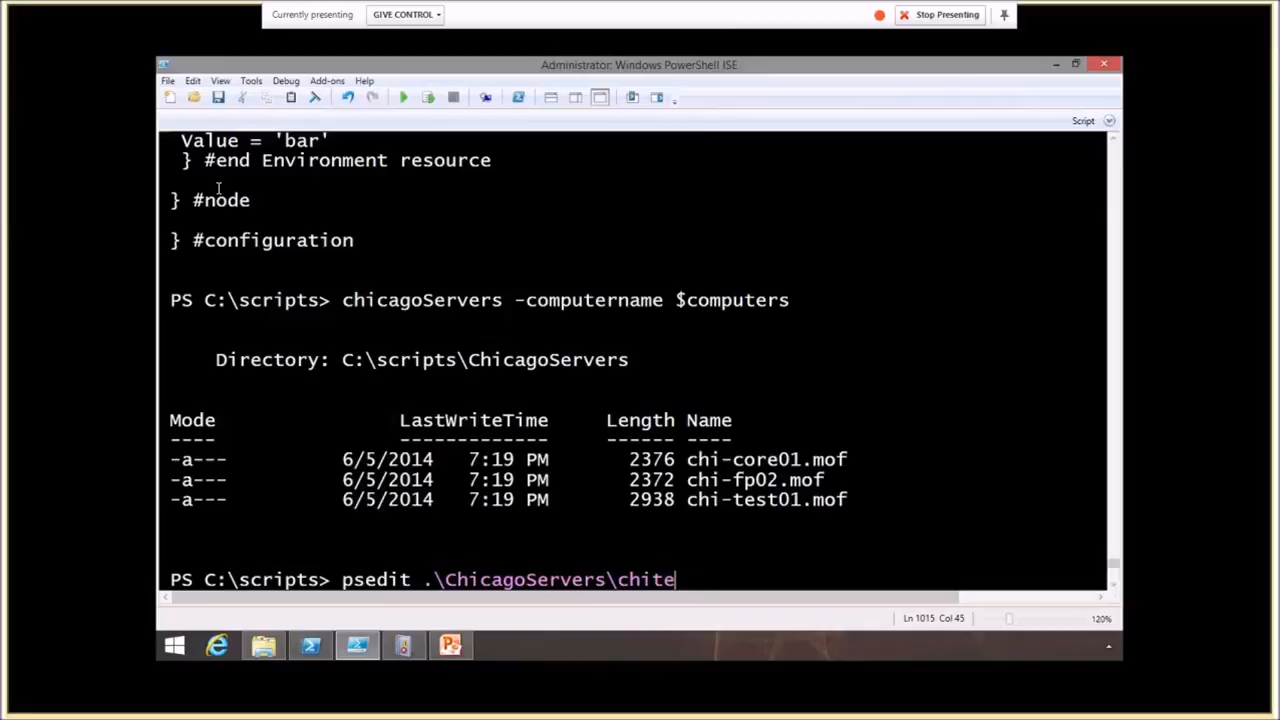 Currently presenting GIVE CONTROL Stop Presenting
Administrator: Windows PowerShell ISE
File Edit View Tools Debug Add-ons Help
Script
Value = 'bar'
} #end Environment resource
} #node
} #configuration
PS C:\scripts> chicagoServers -computername $computers
Directory: C:\scripts\ChicagoServers
Mode LastWriteTime Length Name
---- ------------- ------ ----
-a--- 6/5/2014 7:19 PM 2376 chi-core01.mof
-a--- 6/5/2014 7:19 PM 2372 chi-fp02.mof
-a--- 6/5/2014 7:19 PM 2938 chi-test01.mof
PS C:\scripts> psedit .\ChicagoServers\chite
Ln 1015 Col 45 120%